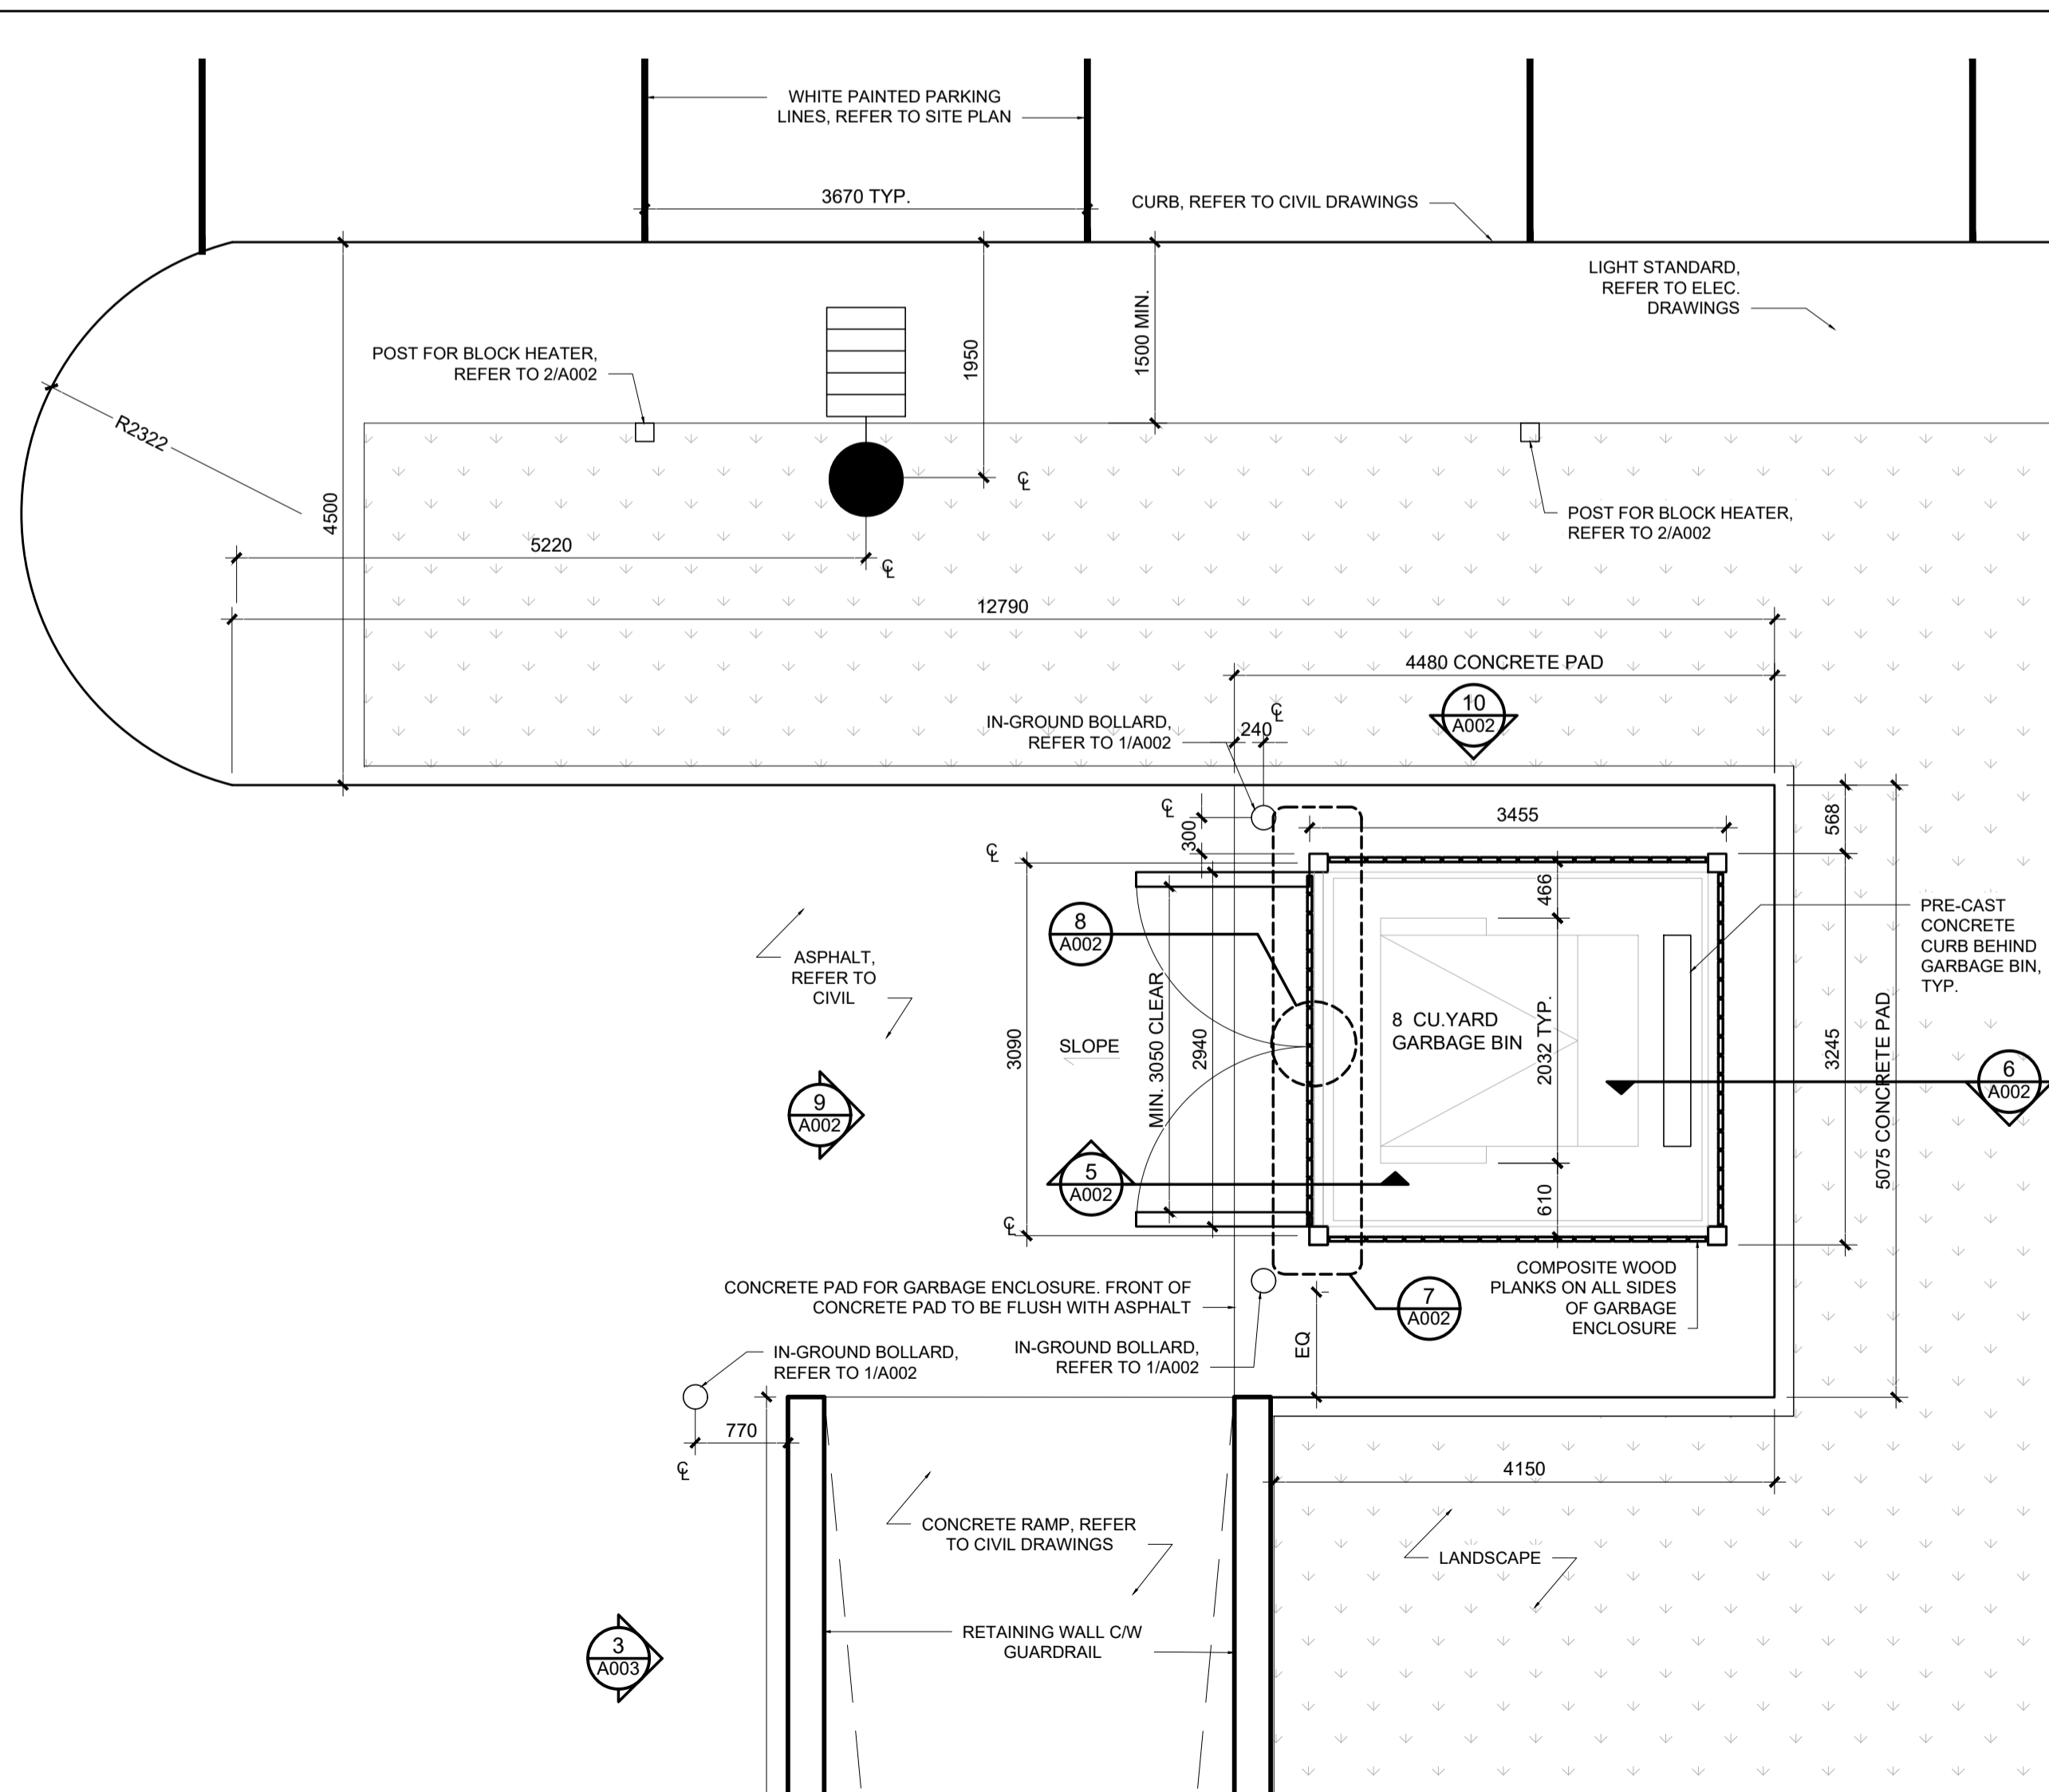 WHITE PAINTED PARKING
LINES, REFER TO SITE PLAN
3670 TYP.
CURB, REFER TO CIVIL DRAWINGS
LIGHT STANDARD,
REFER TO ELEC.
DRAWINGS
1500 MIN.
1950
POST FOR BLOCK HEATER,
REFER TO 2/A002
R2322
4500
℄
POST FOR BLOCK HEATER,
REFER TO 2/A002
5220
℄
12790
4480 CONCRETE PAD
10
A002
℄
IN-GROUND BOLLARD,
REFER TO 1/A002
240
℄
300
3455
568
℄
466
8
A002
PRE-CAST
CONCRETE
CURB BEHIND
GARBAGE BIN,
TYP.
ASPHALT,
REFER TO
CIVIL
MIN. 3050 CLEAR
8 CU.YARD
GARBAGE BIN
2032 TYP.
5075 CONCRETE PAD
3090
SLOPE
2940
3245
6
A002
9
A002
5
A002
610
℄
CONCRETE PAD FOR GARBAGE ENCLOSURE. FRONT OF
CONCRETE PAD TO BE FLUSH WITH ASPHALT
7
A002
COMPOSITE WOOD
PLANKS ON ALL SIDES
OF GARBAGE
ENCLOSURE
EQ
IN-GROUND BOLLARD,
REFER TO 1/A002
IN-GROUND BOLLARD,
REFER TO 1/A002
770
℄
4150
CONCRETE RAMP, REFER
TO CIVIL DRAWINGS
LANDSCAPE
RETAINING WALL C/W
GUARDRAIL
3
A003